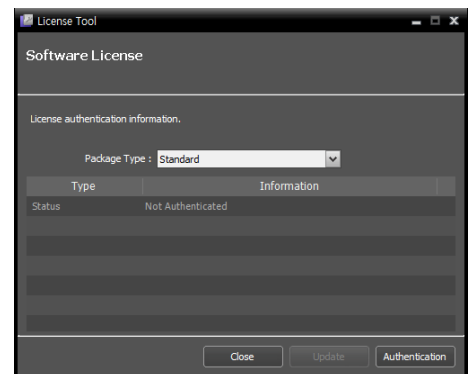 License Tool
Software License
License authentication information.
Package Type : Standard
Type Information
Status Not Authenticated
Close Update Authentication